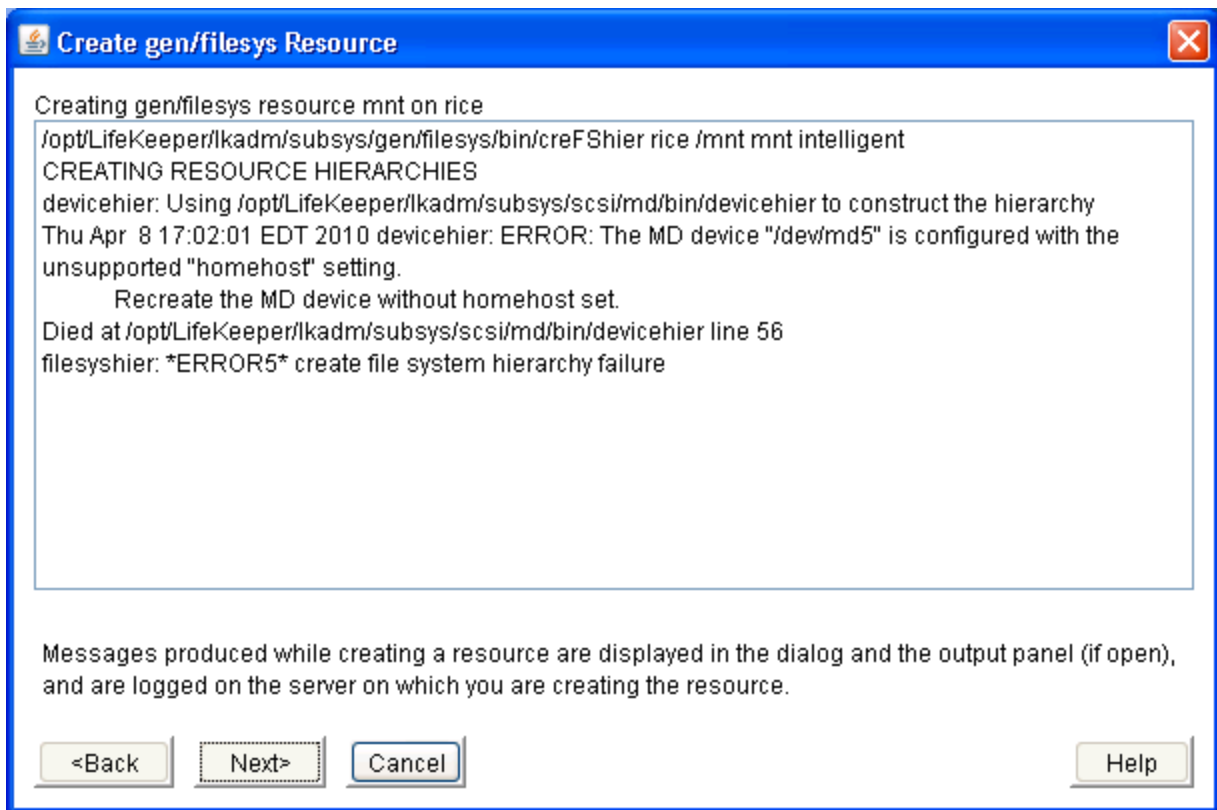 Create gen/filesys Resource
Creating gen/filesys resource mnt on rice
/opt/LifeKeeper/lkadm/subsys/gen/filesys/bin/creFShier rice /mnt mnt intelligent
CREATING RESOURCE HIERARCHIES
devicehier: Using /opt/LifeKeeper/lkadm/subsys/scsi/md/bin/devicehier to construct the hierarchy
Thu Apr  8 17:02:01 EDT 2010 devicehier: ERROR: The MD device "/dev/md5" is configured with the
unsupported "homehost" setting.
Recreate the MD device without homehost set.
Died at /opt/LifeKeeper/lkadm/subsys/scsi/md/bin/devicehier line 56
filesyshier: *ERROR5* create file system hierarchy failure
Messages produced while creating a resource are displayed in the dialog and the output panel (if open),
and are logged on the server on which you are creating the resource.
<Back Next> Cancel Help